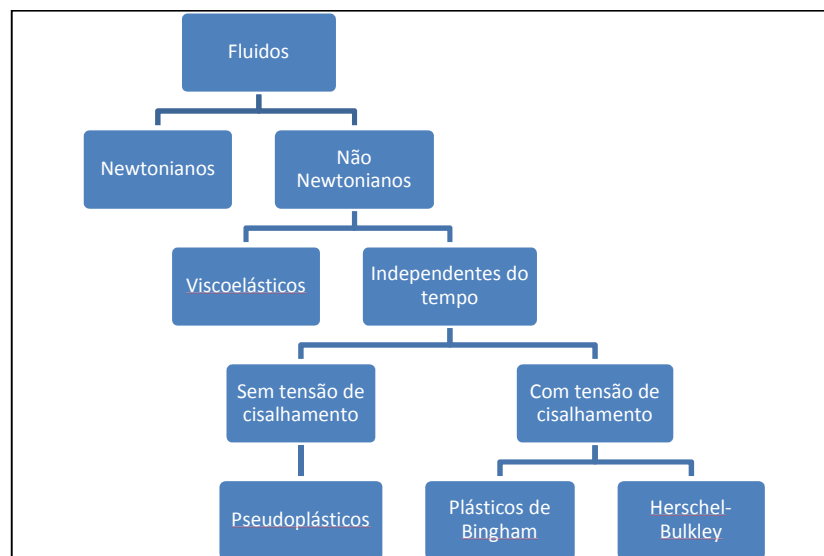 Fluidos
Newtonianos
Não
Newtonianos
Viscoelásticos
Independentes do
tempo
Sem tensão de
cisalhamento
Com tensão de
cisalhamento
Pseudoplásticos
Plásticos de
Bingham
Herschel-
Bulkley